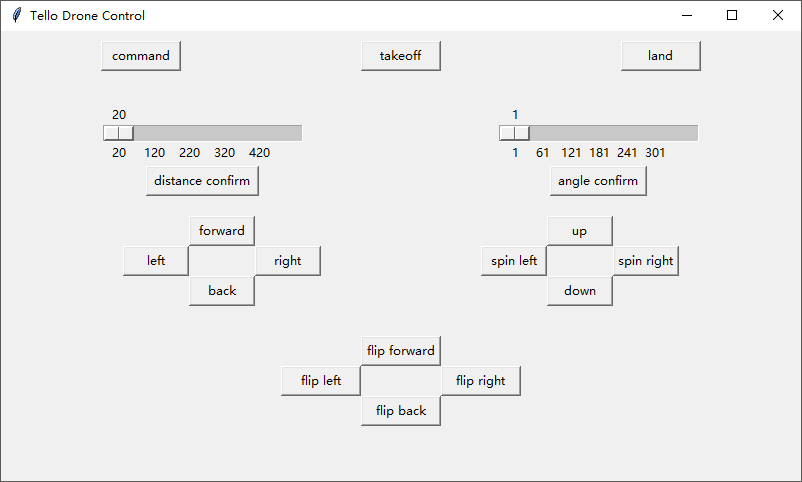 Tello Drone Control
command takeoff land
20 1
20 120 220 320 420 1 61 121 181 241 301
distance confirm angle confirm
forward up
left right spin left spin right
back down
flip forward
flip left flip right
flip back